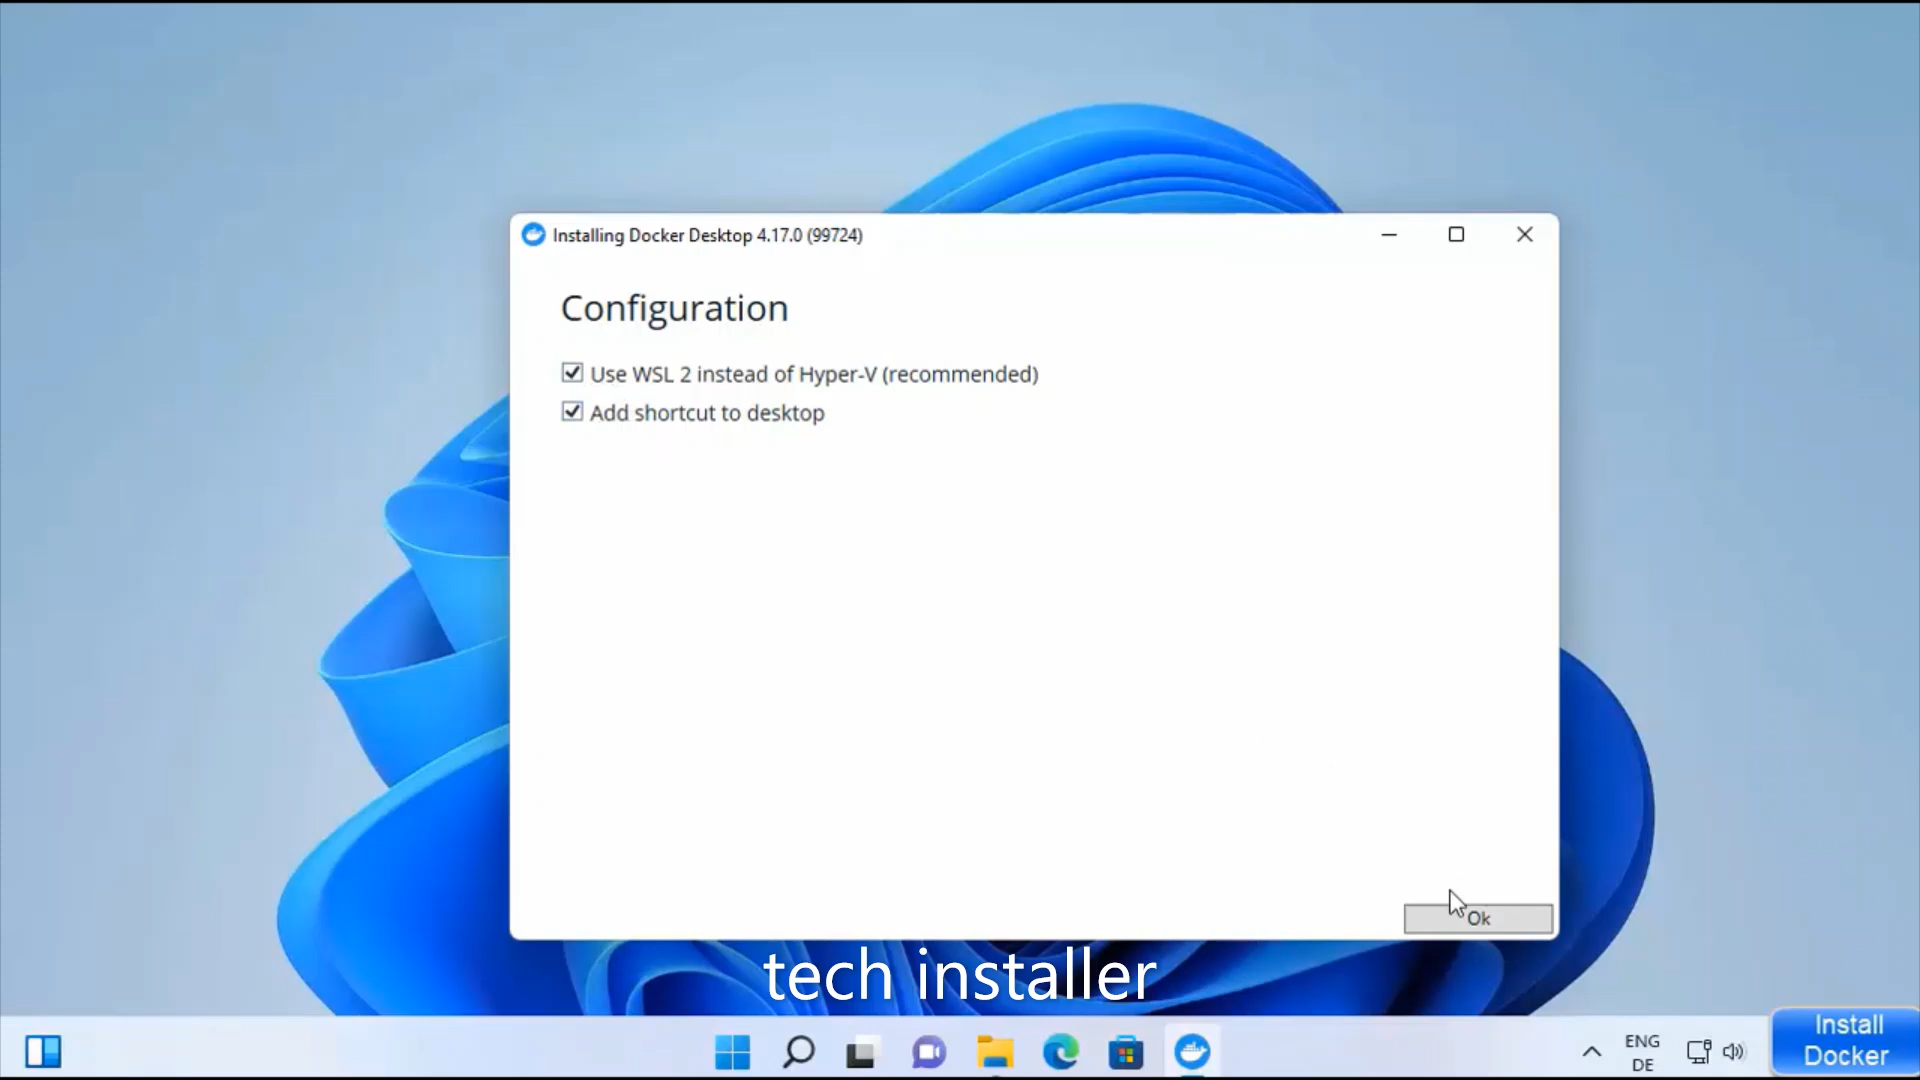 Installing Docker Desktop 4.17.0 (99724)
Configuration
Use WSL 2 instead of Hyper-V (recommended)
Add shortcut to desktop
Ok
tech installer
ENG
DE
Install
Docker